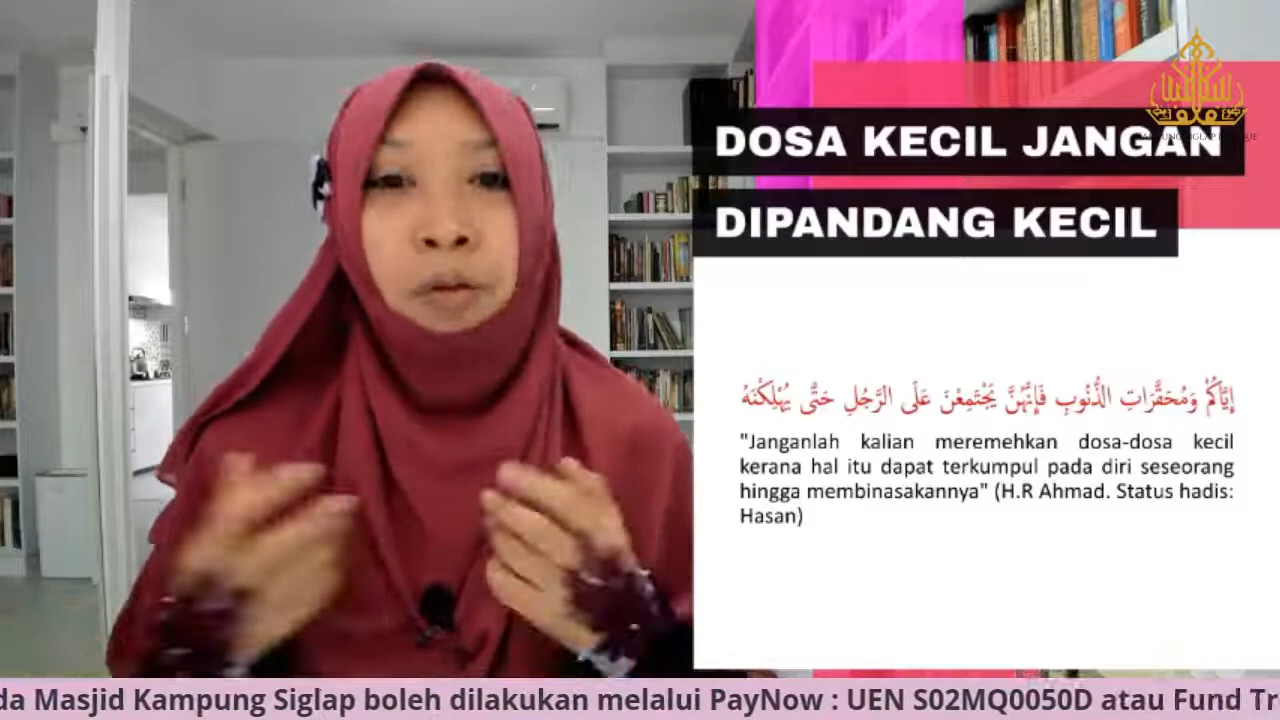 DOSA KECIL JANGAN
DIPANDANG KECIL
إِيَّاكُمْ وَمُحَقَّرَاتِ الذُّنُوبِ فَإِنَّهُنَّ يَجْتَمِعْنَ عَلَى الرَّجُلِ حَتَّى يُهْلِكْنَهُ
"Janganlah kalian meremehkan dosa-dosa kecil
kerana hal itu dapat terkumpul pada diri seseorang
hingga membinasakannya" (H.R Ahmad. Status hadis:
Hasan)
da Masjid Kampung Siglap boleh dilakukan melalui PayNow : UEN S02MQ0050D atau Fund Tr